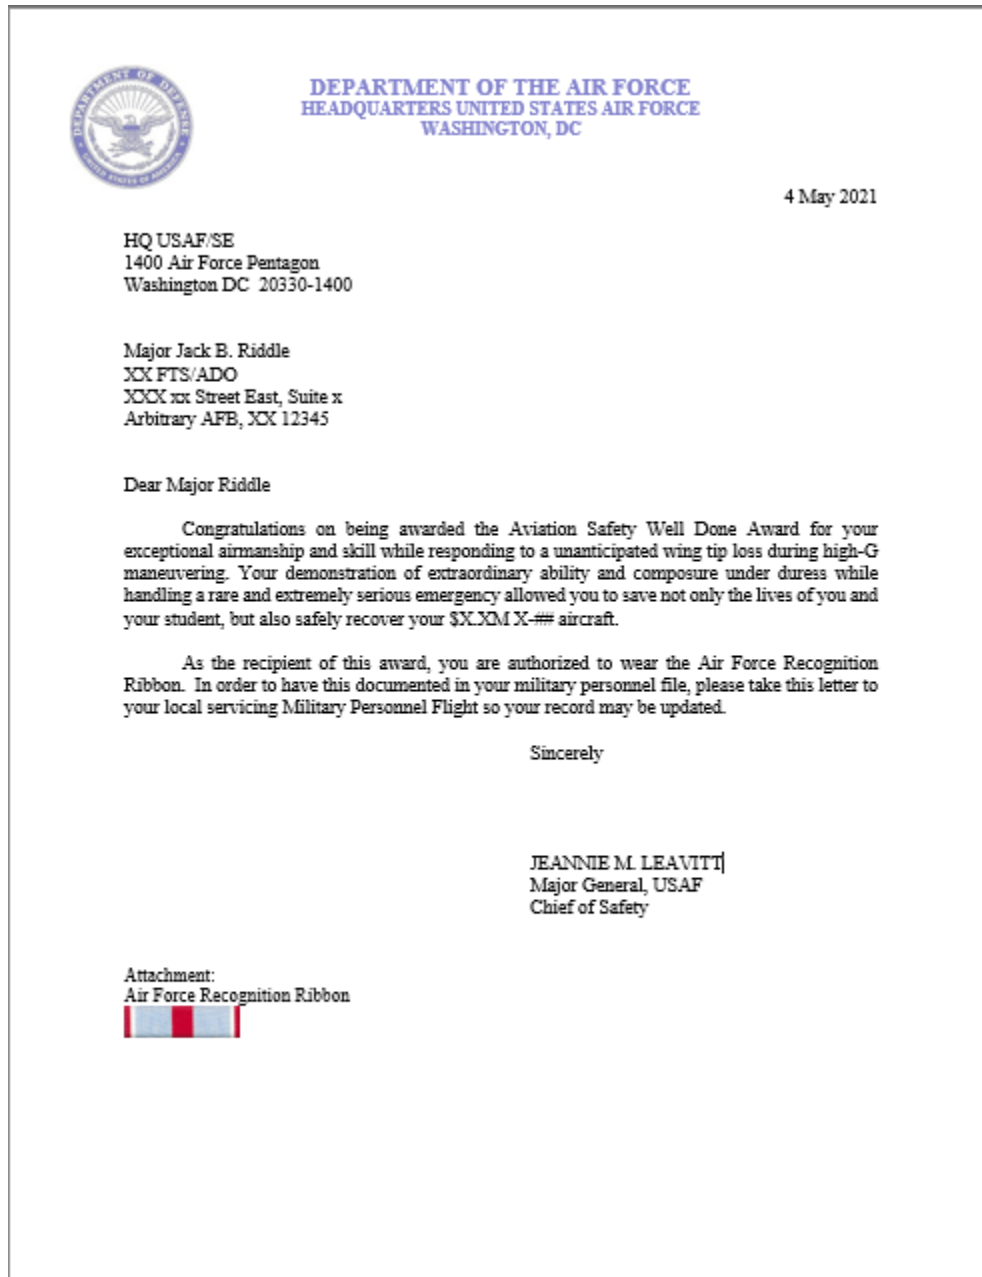 DEPARTMENT OF DEFENSE
UNITED STATES OF AMERICA
DEPARTMENT OF THE AIR FORCE
HEADQUARTERS UNITED STATES AIR FORCE
WASHINGTON, DC
4 May 2021
HQ USAF/SE
1400 Air Force Pentagon
Washington DC  20330-1400
Major Jack B. Riddle
XX FTS/ADO
XXX xx Street East, Suite x
Arbitrary AFB, XX 12345
Dear Major Riddle
Congratulations on being awarded the Aviation Safety Well Done Award for your
exceptional airmanship and skill while responding to a unanticipated wing tip loss during high-G
maneuvering. Your demonstration of extraordinary ability and composure under duress while
handling a rare and extremely serious emergency allowed you to save not only the lives of you and
your student, but also safely recover your $X.XM X-## aircraft.
As the recipient of this award, you are authorized to wear the Air Force Recognition
Ribbon.  In order to have this documented in your military personnel file, please take this letter to
your local servicing Military Personnel Flight so your record may be updated.
Sincerely
JEANNIE M. LEAVITT
Major General, USAF
Chief of Safety
Attachment:
Air Force Recognition Ribbon